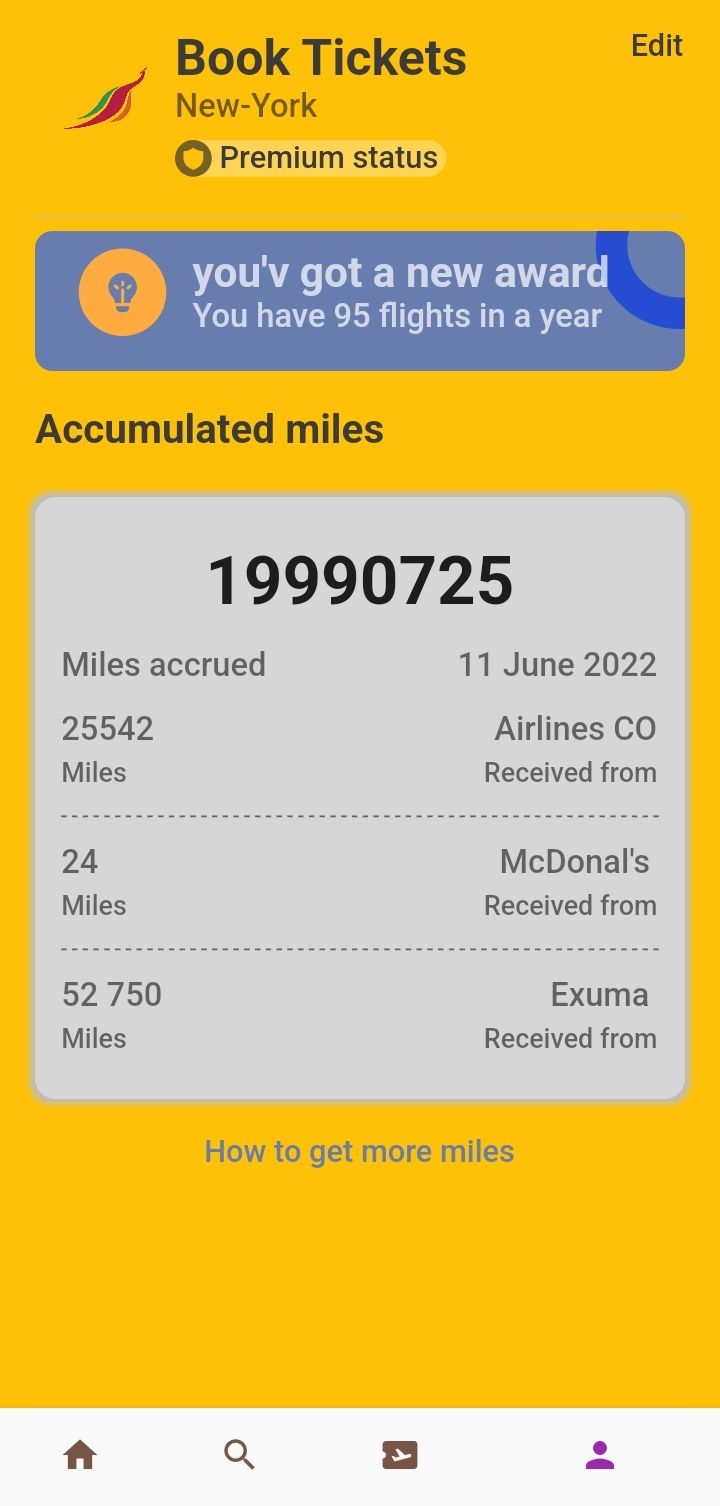 Book Tickets
Edit
New-York
Premium status
you'v got a new award
You have 95 flights in a year
Accumulated miles
19990725
Miles accrued 11 June 2022
25542 Airlines CO
Miles Received from
24 McDonal's
Miles Received from
52 750 Exuma
Miles Received from
How to get more miles